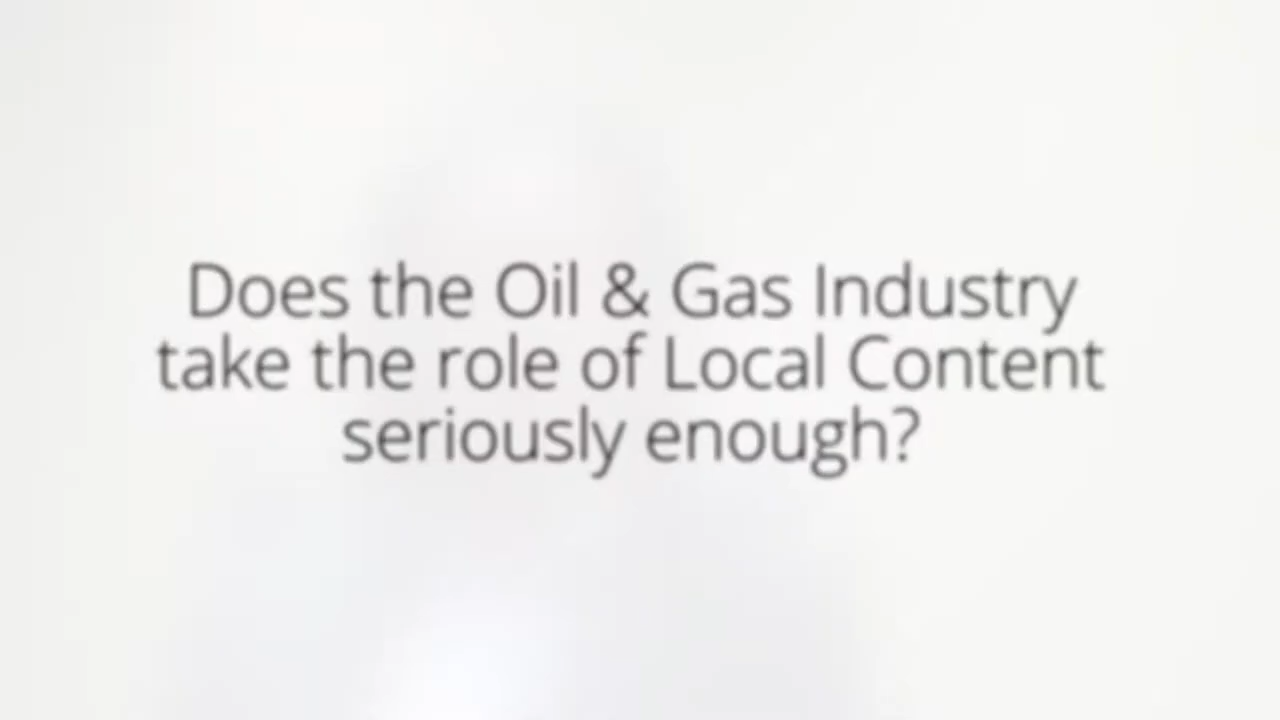 Does the Oil & Gas Industry
take the role of Local Content
seriously enough?